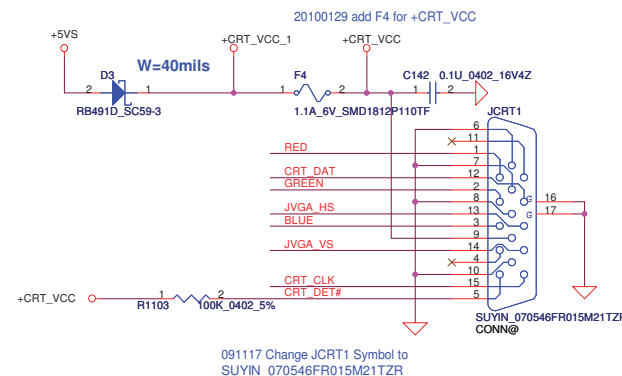 20100129 add F4 for +CRT_VCC
+5VS
+CRT_VCC_1
+CRT_VCC
D3
W=40mils
F4
C142 0.1U_0402_16V4Z
2 1
1 2
1 2
RB491D_SC59-3
1.1A_6V_SMD1812P110TF
JCRT1
6
11
RED 1
7
CRT_DAT 12
GREEN 2
8
JVGA_HS 13
BLUE 3
9
JVGA_VS 14
4
10
CRT_CLK 15
CRT_DET# 5
G 16
G 17
+CRT_VCC
1 2
R1103 100K_0402_5%
SUYIN_070546FR015M21TZR
CONN@
091117 Change JCRT1 Symbol to
SUYIN_070546FR015M21TZR